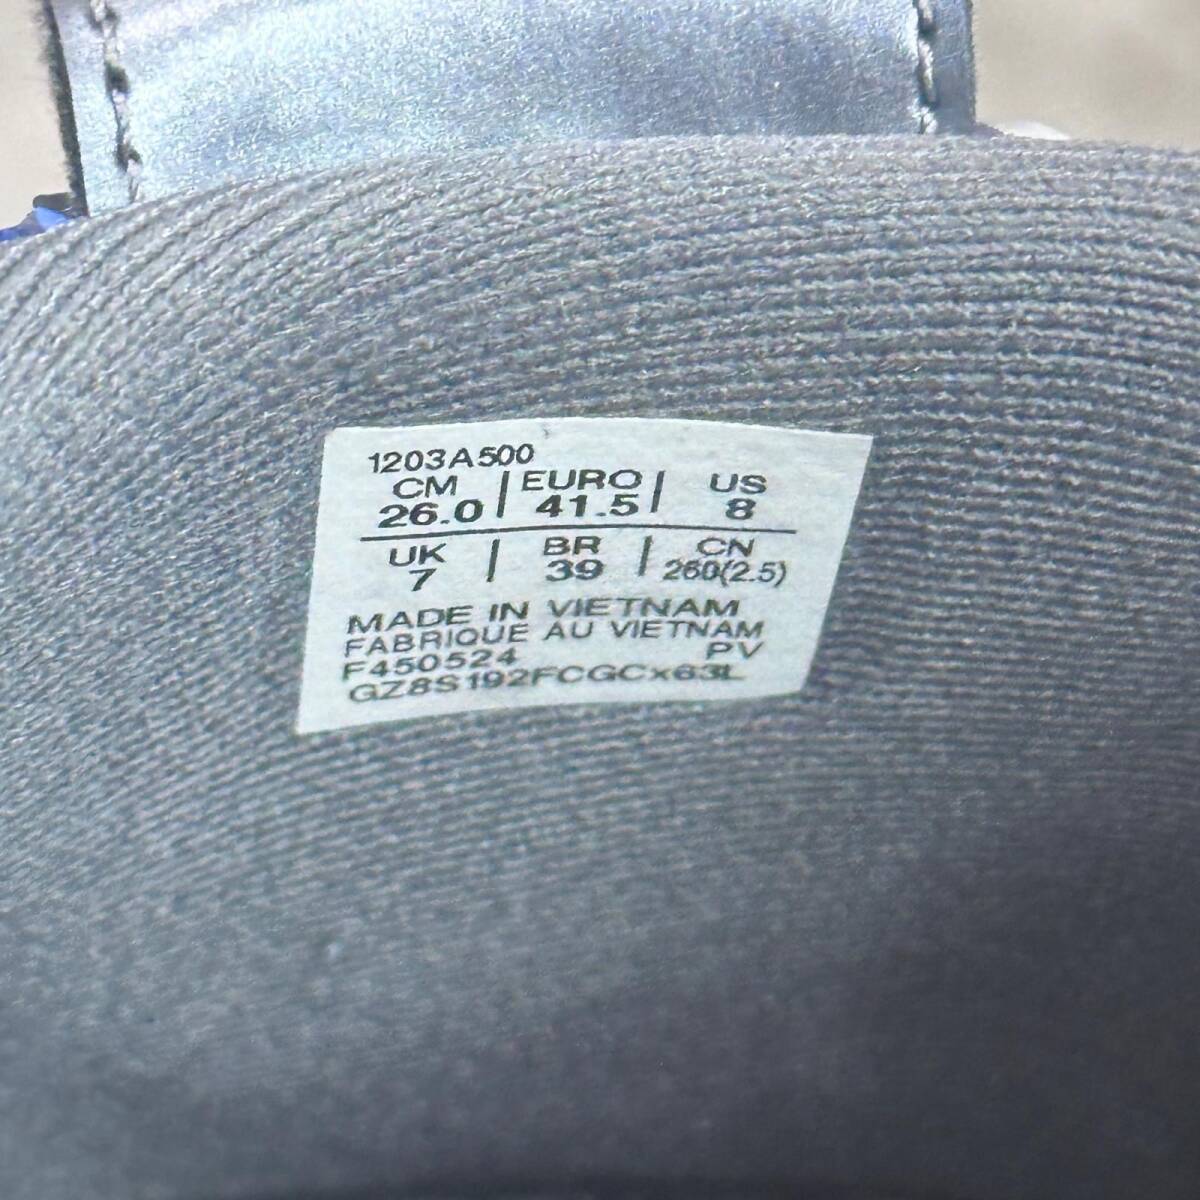 1203A500
CM | EURO | US
26.0 | 41.5 | 8
UK | BR | CN
7 | 39 | 260(2.5)
MADE IN VIETNAM
FABRIQUE AU VIETNAM
F450524 PV
GZ8S192FCGCx63L